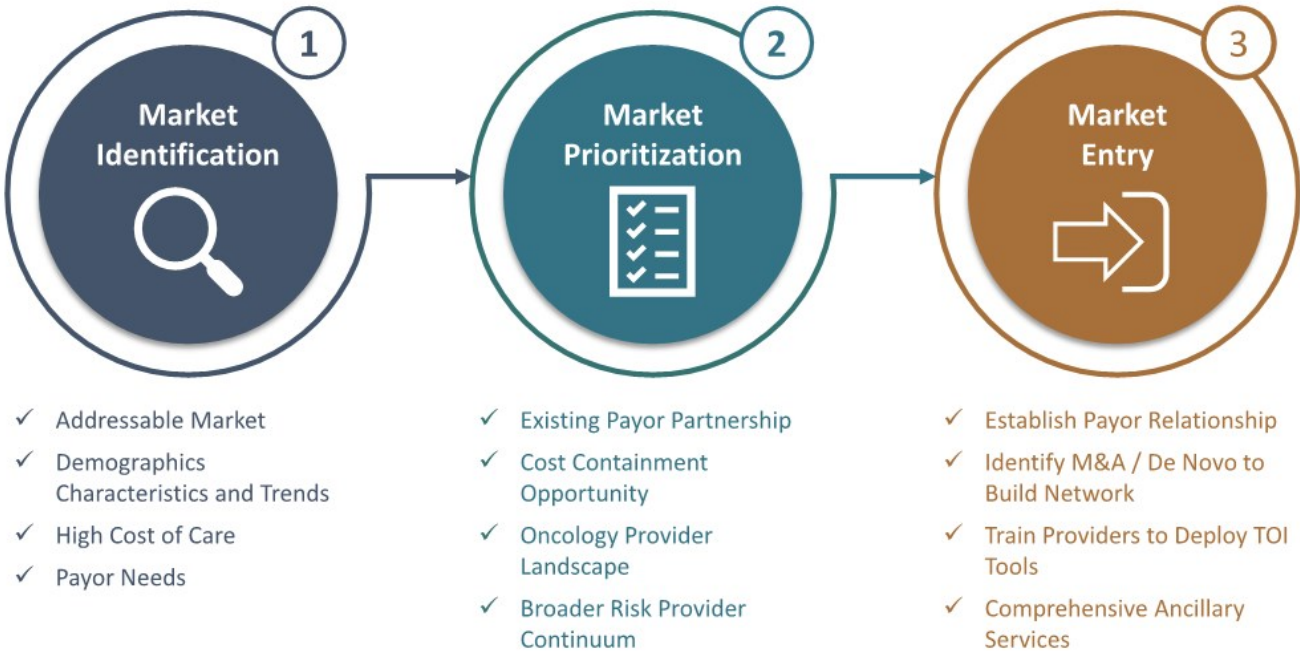 1
Market
Identification
✓ Addressable Market
✓ Demographics
Characteristics and Trends
✓ High Cost of Care
✓ Payor Needs
2
Market
Prioritization
✓ Existing Payor Partnership
✓ Cost Containment
Opportunity
✓ Oncology Provider
Landscape
✓ Broader Risk Provider
Continuum
3
Market
Entry
✓ Establish Payor Relationship
✓ Identify M&A / De Novo to
Build Network
✓ Train Providers to Deploy TOI
Tools
✓ Comprehensive Ancillary
Services